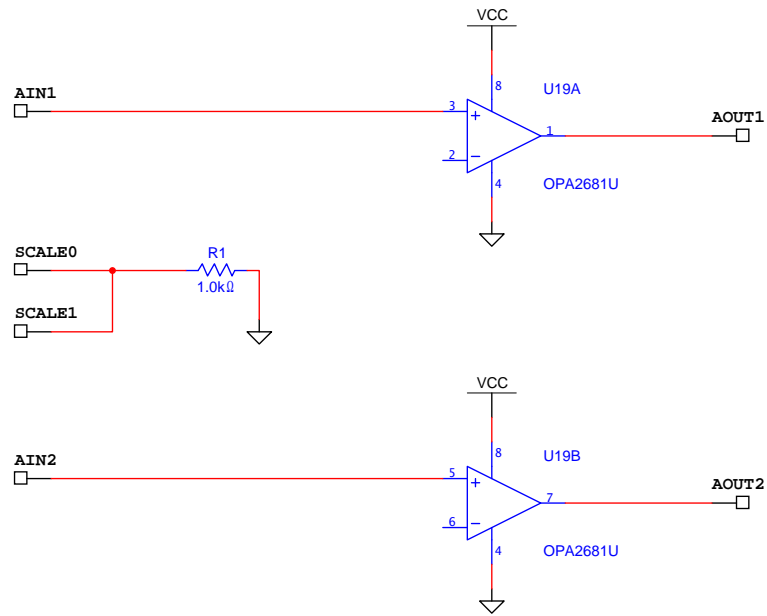 VCC
AIN1
8
U19A
3
+
1
AOUT1
2
−
4
OPA2681U
SCALE0
R1
1.0kΩ
SCALE1
VCC
AIN2
8
U19B
5
+
7
AOUT2
6
−
4
OPA2681U